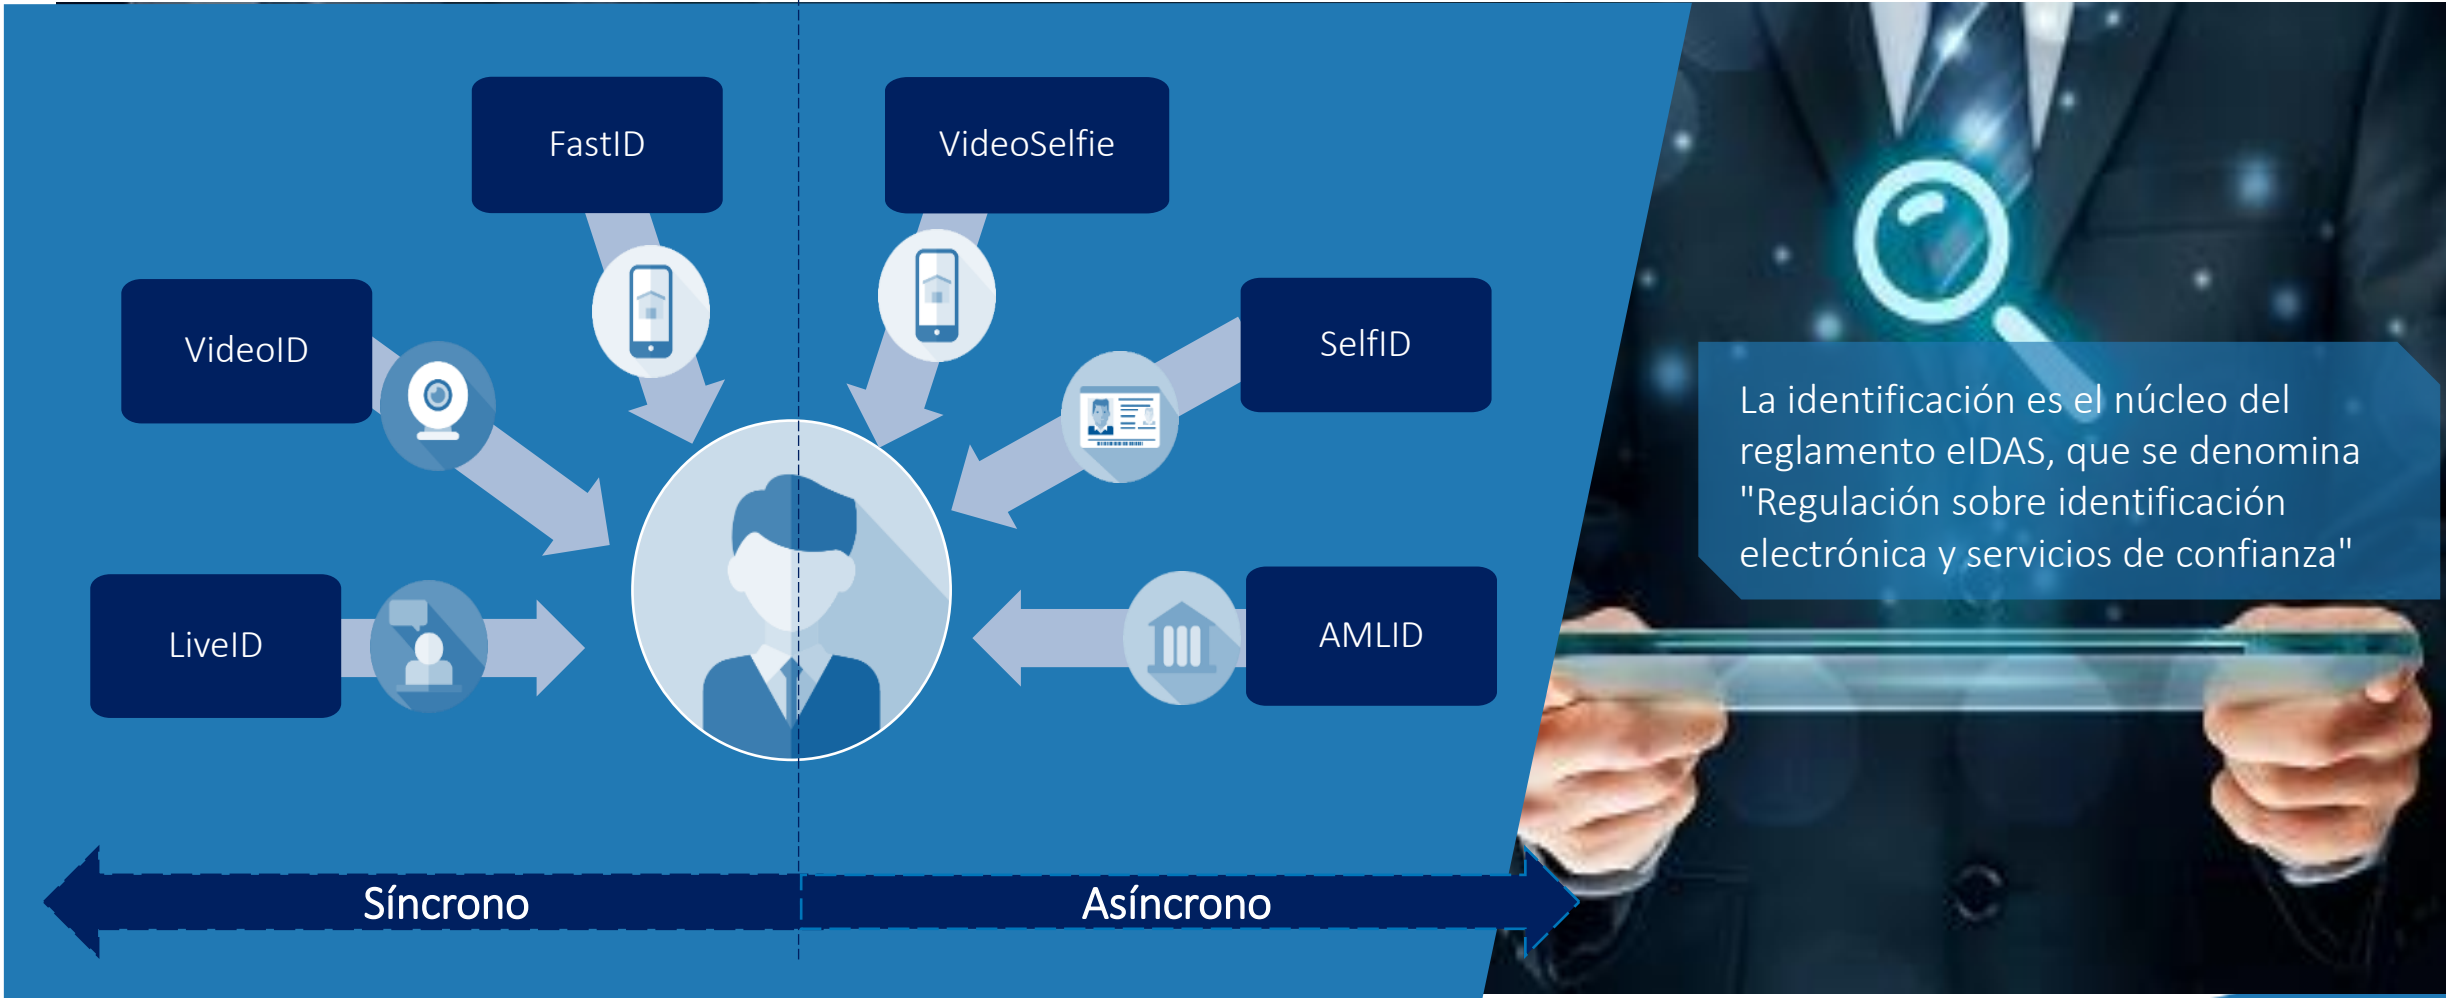 FastID
VideoSelfie
VideoID
SelfID
LiveID
AMLID
La identificación es el núcleo del
reglamento eIDAS, que se denomina
"Regulación sobre identificación
electrónica y servicios de confianza"
Síncrono
Asíncrono